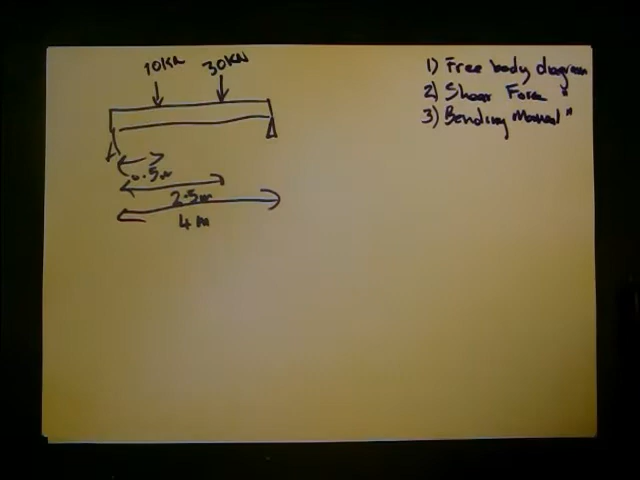 10KN 30KN
0.5m
2.5m
4m
1) Free body diagram
2) Shear Force "
3) Bending Moment "